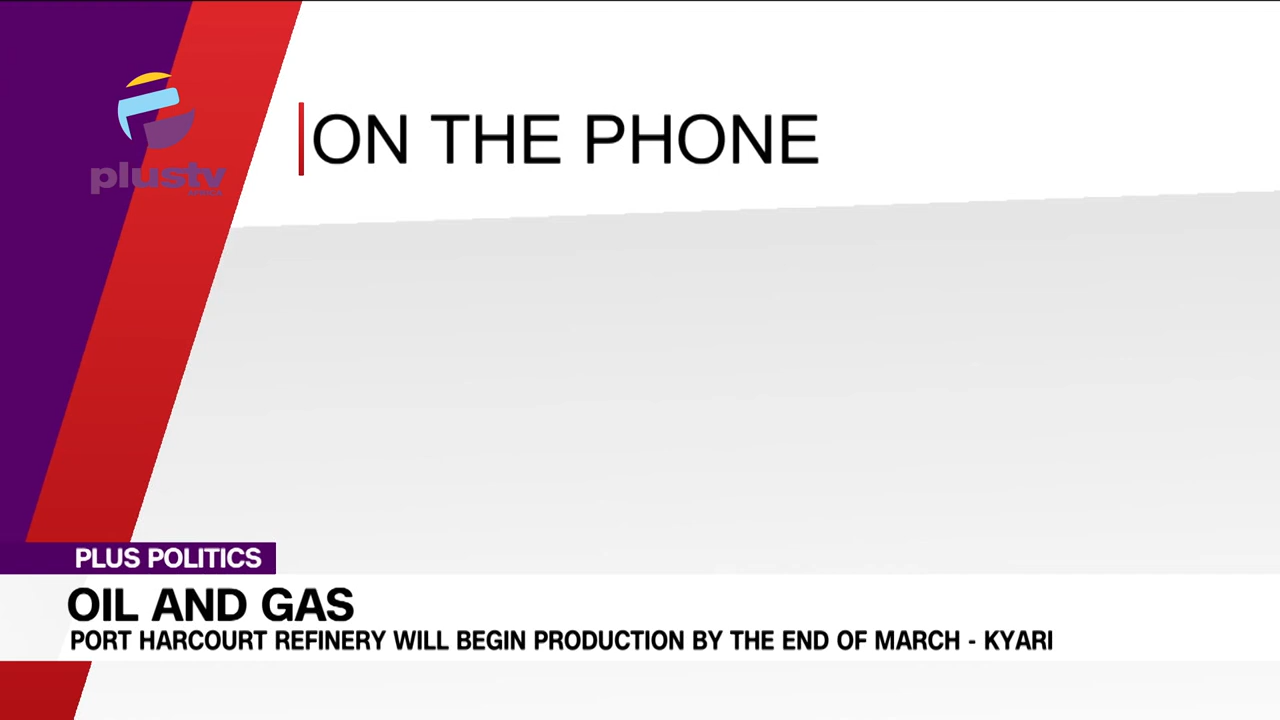 ON THE PHONE
plustv
PLUS POLITICS
OIL AND GAS
PORT HARCOURT REFINERY WILL BEGIN PRODUCTION BY THE END OF MARCH - KYARI